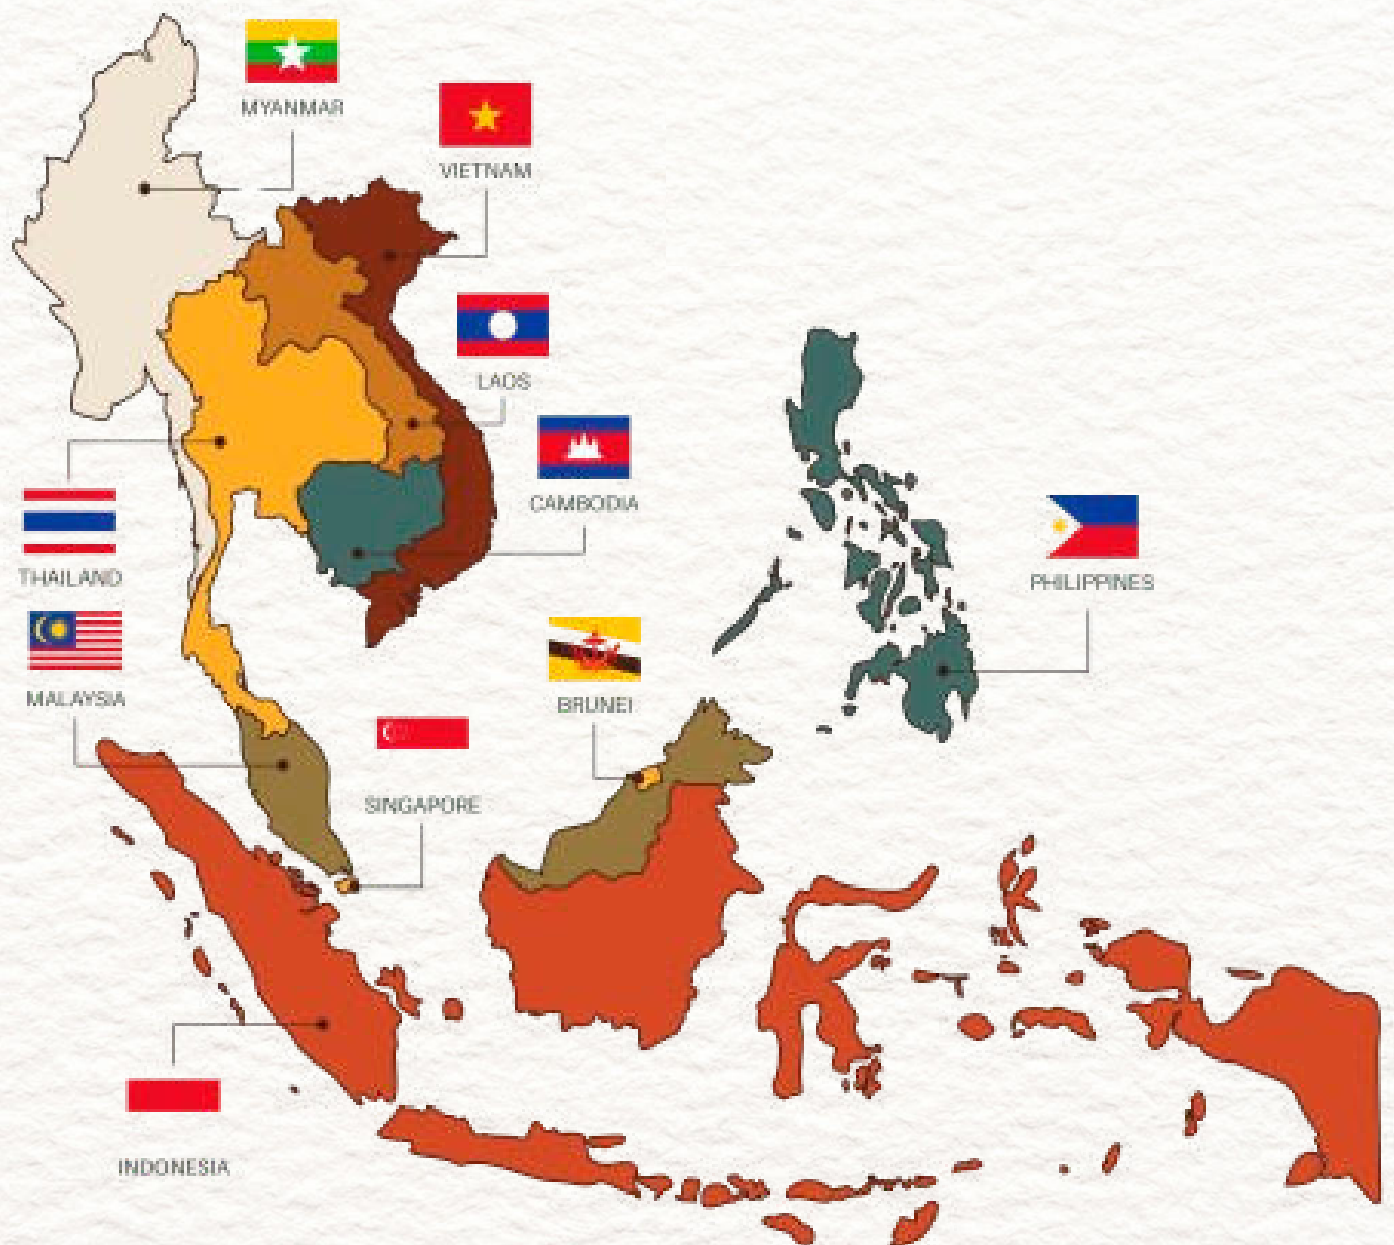 MYANMAR
VIETNAM
LAOS
CAMBODIA
THAILAND
PHILIPPINES
MALAYSIA
BRUNEI
SINGAPORE
INDONESIA